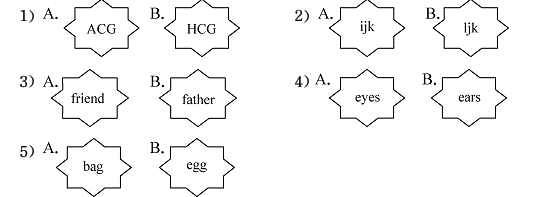 1) A. ACG B. HCG 2) A. ijk B. ljk
3) A. friend B. father 4) A. eyes B. ears
5) A. bag B. egg